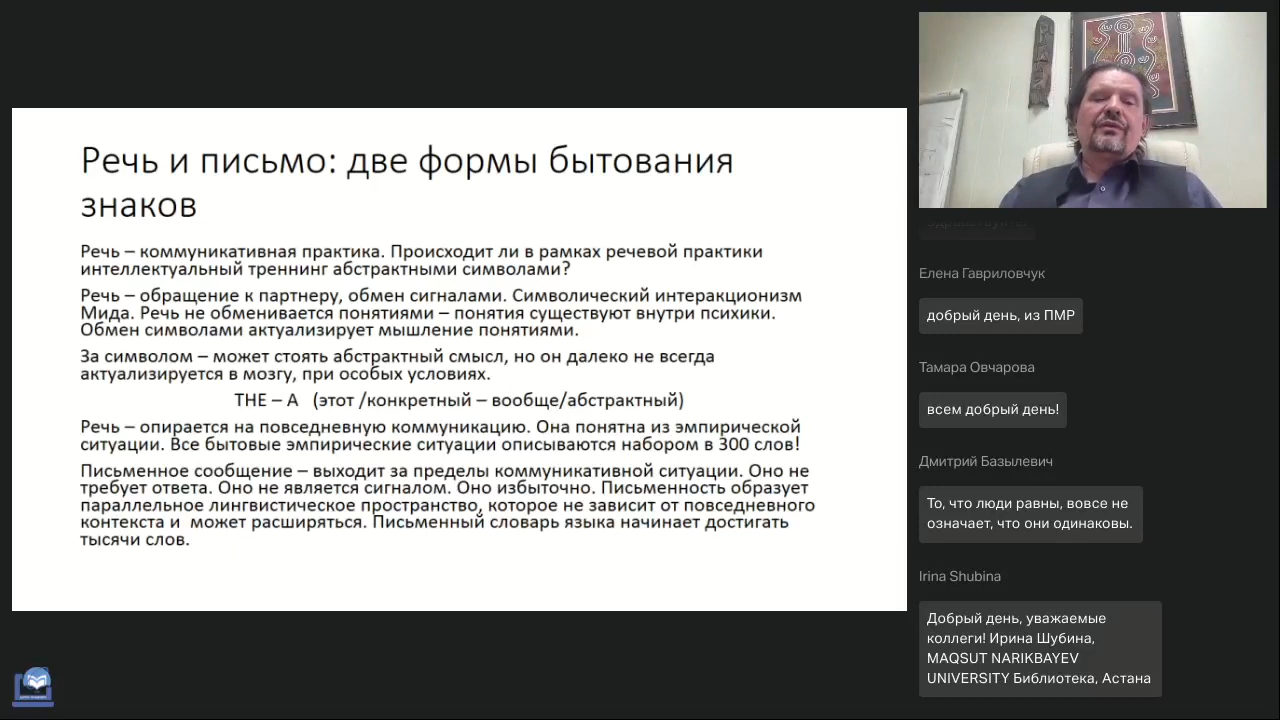 Речь и письмо: две формы бытования
знаков
Речь – коммуникативная практика. Происходит ли в рамках речевой практики
интеллектуальный треннинг абстрактными символами?
Речь – обращение к партнеру, обмен сигналами. Символический интеракционизм
Мида. Речь не обменивается понятиями – понятия существуют внутри психики.
Обмен символами актуализирует мышление понятиями.
За символом – может стоять абстрактный смысл, но он далеко не всегда
актуализируется в мозгу, при особых условиях.
THE – A (этот /конкретный – вообще/абстрактный)
Речь – опирается на повседневную коммуникацию. Она понятна из эмпирической
ситуации. Все бытовые эмпирические ситуации описываются набором в 300 слов!
Письменное сообщение – выходит за пределы коммуникативной ситуации. Оно не
требует ответа. Оно не является сигналом. Оно избыточно. Письменность образует
параллельное лингвистическое пространство, которое не зависит от повседневного
контекста и может расширяться. Письменный словарь языка начинает достигать
тысячи слов.
Елена Гавриловчук
добрый день, из ПМР
Тамара Овчарова
всем добрый день!
Дмитрий Базылевич
То, что люди равны, вовсе не
означает, что они одинаковы.
Irina Shubina
Добрый день, уважаемые
коллеги! Ирина Шубина,
MAQSUT NARIKBAYEV
UNIVERSITY Библиотека, Астана